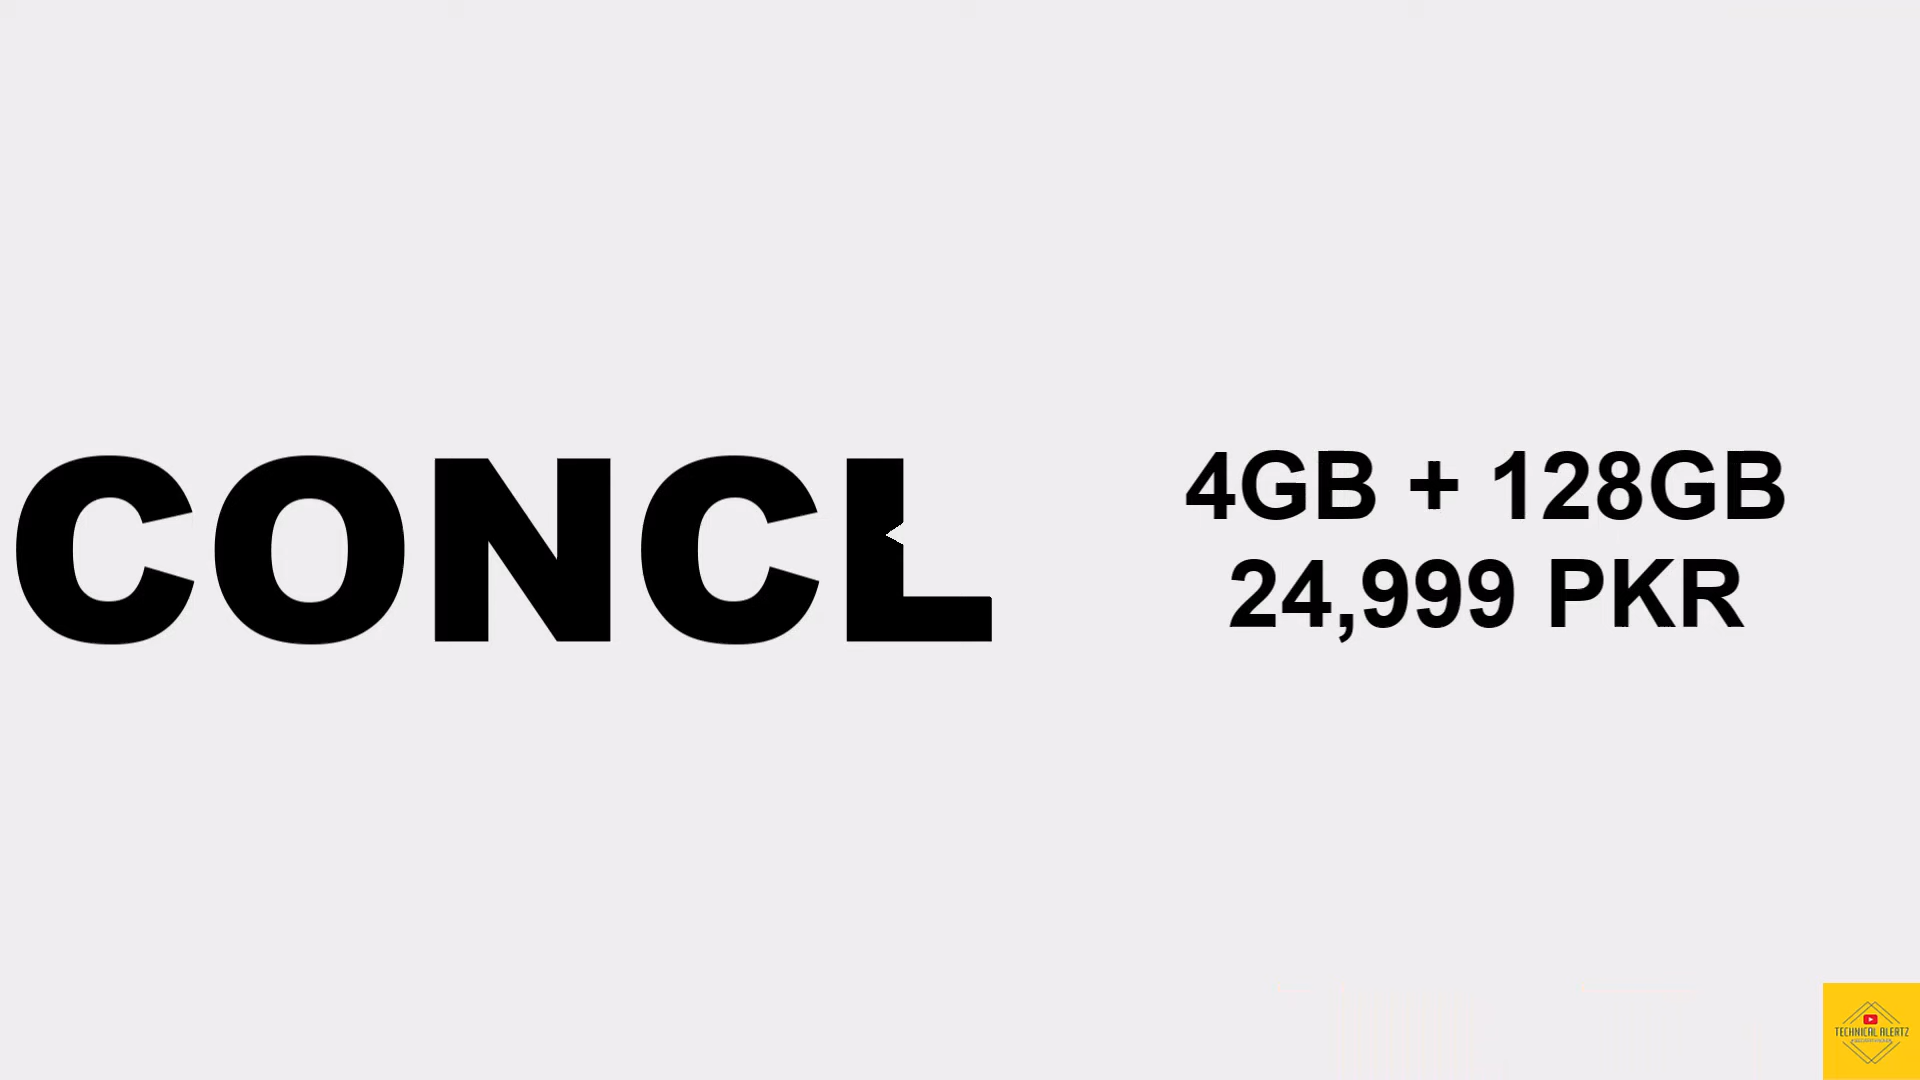 CONCL
4GB + 128GB
24,999 PKR
TECHNICAL ALERTZ